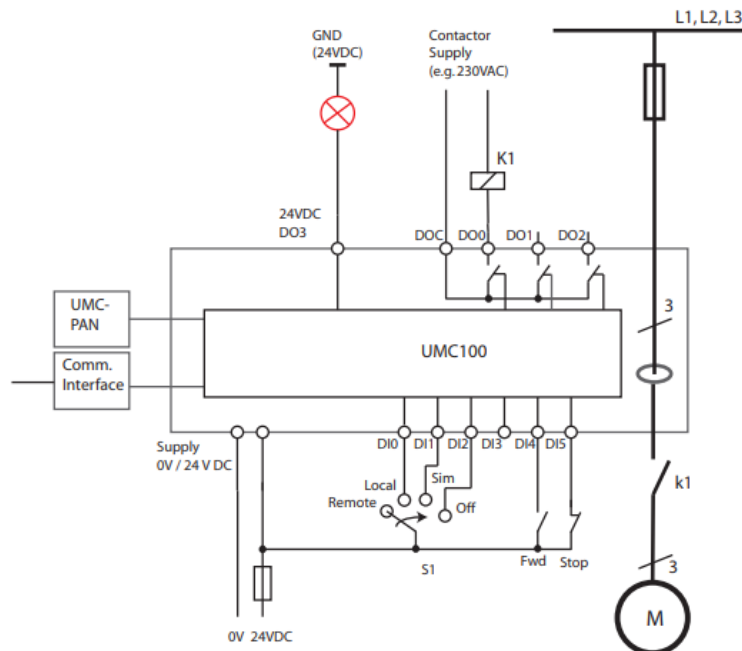 L1, L2, L3
GND
(24VDC)
Contactor
Supply
(e.g. 230VAC)
K1
24VDC
DO3
DOC
DO0
DO1
DO2
UMC-
PAN
3
UMC100
Comm.
Interface
Supply
0V / 24 V DC
DI0
DI1
DI2
DI3
DI4
DI5
Local
Sim
Remote
Off
k1
S1
Fwd
Stop
3
M
0V
24VDC